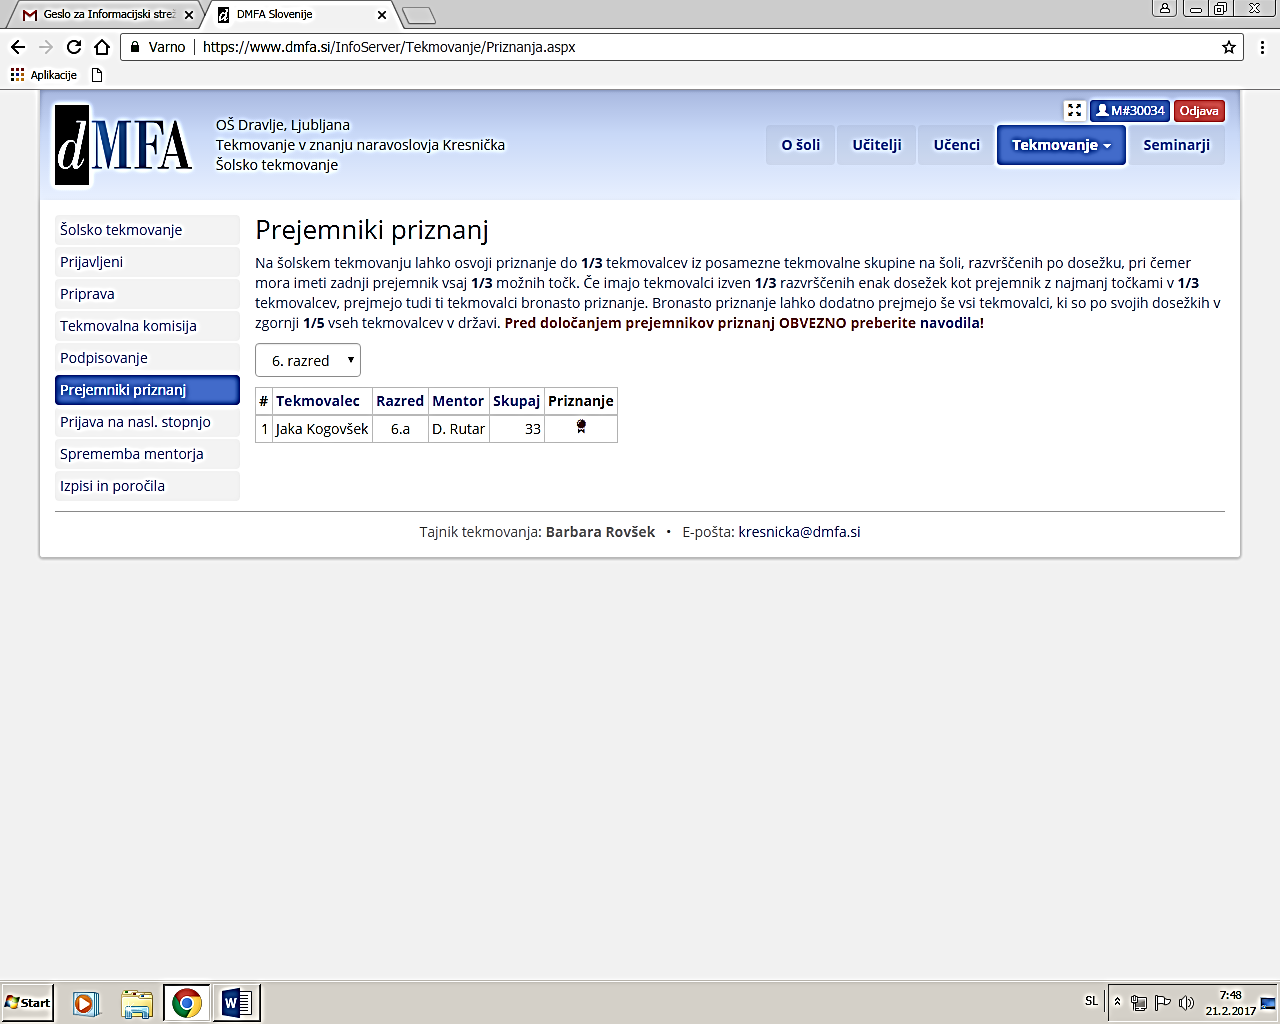 Geslo za Informacijski strež
DMFA Slovenije
Varno
https://www.dmfa.si/InfoServer/Tekmovanje/Priznanja.aspx
Aplikacije
dMFA
OŠ Dravlje, Ljubljana
Tekmovanje v znanju naravoslovja Kresnička
Šolsko tekmovanje
M#30034 Odjava
O šoli Učitelji Učenci Tekmovanje Seminarji
Šolsko tekmovanje
Prijavljeni
Priprava
Tekmovalna komisija
Podpisovanje
Prejemniki priznanj
Prijava na nasl. stopnjo
Sprememba mentorja
Izpisi in poročila
Prejemniki priznanj
Na šolskem tekmovanju lahko osvoji priznanje do 1/3 tekmovalcev iz posamezne tekmovalne skupine na šoli, razvrščenih po dosežku, pri čemer
mora imeti zadnji prejemnik vsaj 1/3 možnih točk. Če imajo tekmovalci izven 1/3 razvrščenih enak dosežek kot prejemnik z najmanj točkami v 1/3
tekmovalcev, prejmejo tudi ti tekmovalci bronasto priznanje. Bronasto priznanje lahko dodatno prejmejo še vsi tekmovalci, ki so po svojih dosežkih v
zgornji 1/5 vseh tekmovalcev v državi. Pred določanjem prejemnikov priznanj OBVEZNO preberite navodila!
6. razred
# Tekmovalec Razred Mentor Skupaj Priznanje
1 Jaka Kogovšek 6.a D. Rutar 33
Tajnik tekmovanja: Barbara Rovšek • E-pošta: kresnicka@dmfa.si
Start
SL
7:48
21.2.2017